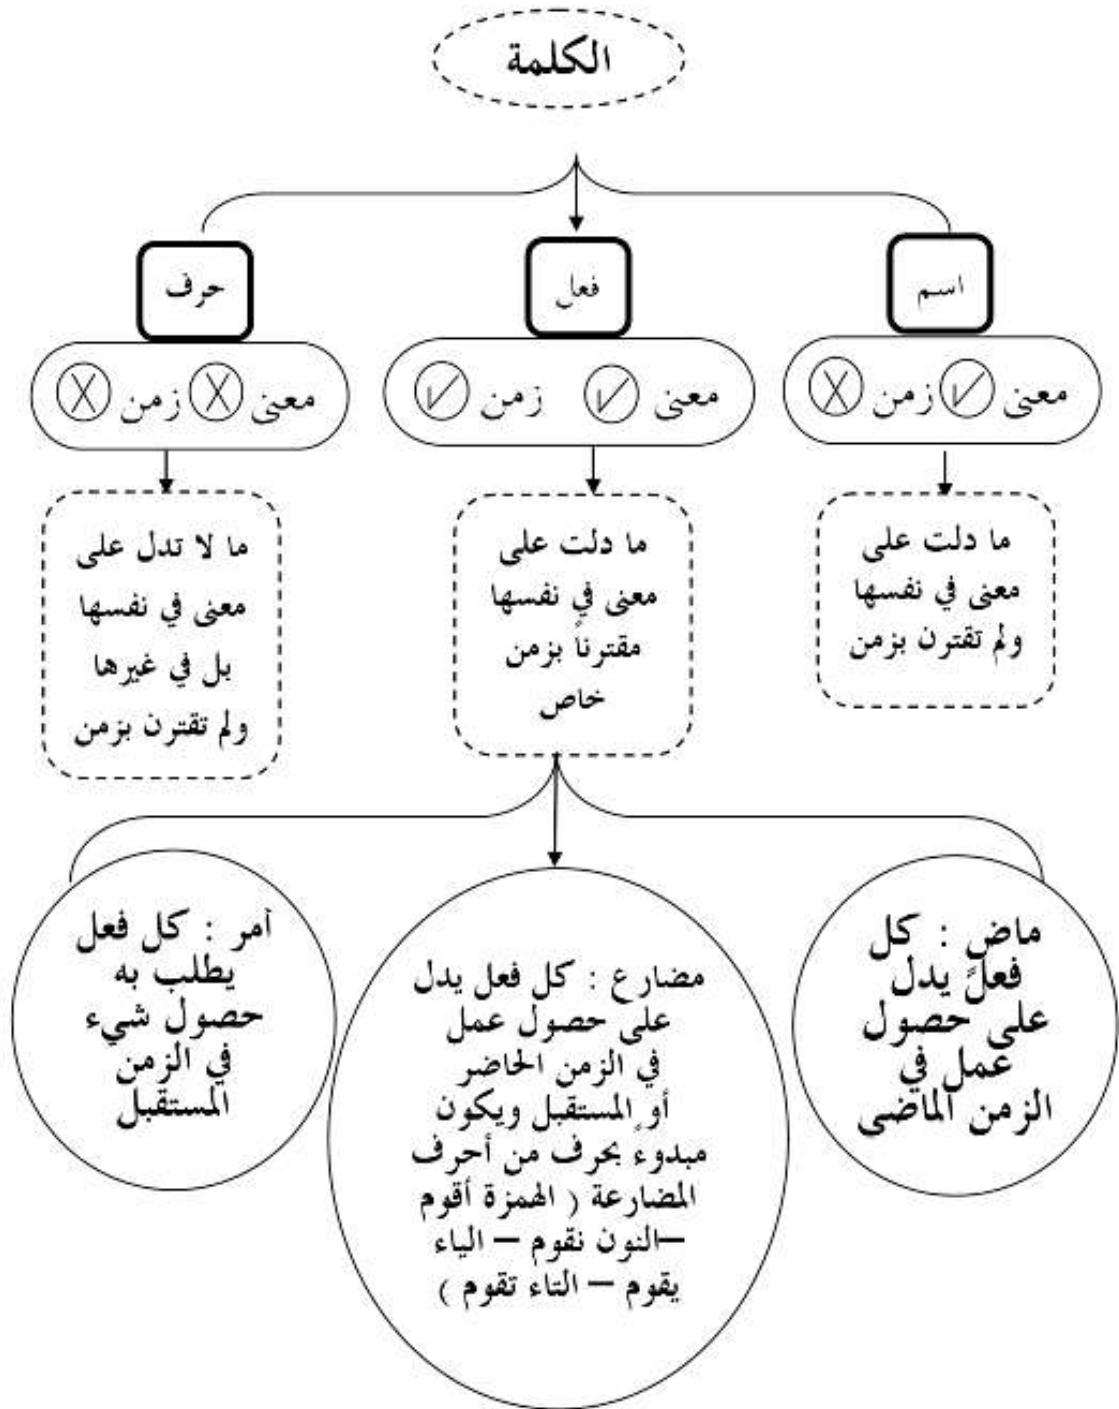 الكلمة
اسم
فعل
حرف
معنى زمن
معنى زمن
معنى زمن
ما دلت على
معنى في نفسها
ولم تقترن بزمن
ما دلت على
معنى في نفسها
مقترناً بزمن
خاص
ما لا تدل على
معنى في نفسها
بل في غيرها
ولم تقترن بزمن
ماضٍ : كل
فعلً يدل
على حصول
عمل في
الزمن الماضى
مضارع : كل فعل يدل
على حصول عمل
في الزمن الحاضر
أو المستقبل ويكون
مبدوءً بحرف من أحرف
المضارعة ( الهمزة أقوم
–النون نقوم – الياء
يقوم – التاء تقوم )
أمر : كل فعل
يطلب به
حصول شيء
في الزمن
المستقبل